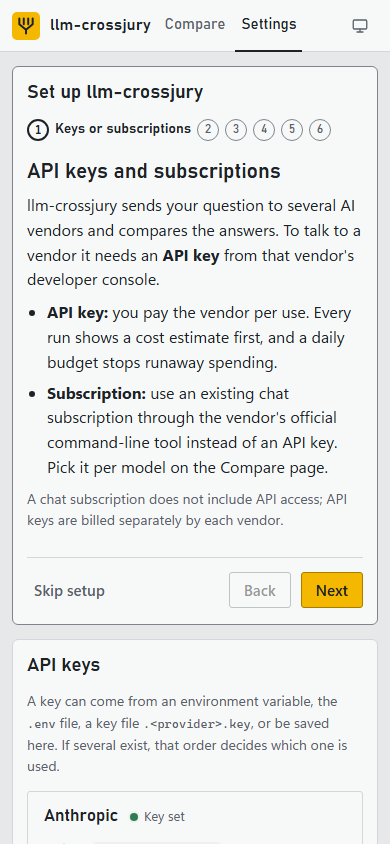 llm-crossjury Compare Settings
Set up llm-crossjury
1 Keys or subscriptions 2 3 4 5 6
API keys and subscriptions
llm-crossjury sends your question to several AI
vendors and compares the answers. To talk to a
vendor it needs an API key from that vendor's
developer console.
• API key: you pay the vendor per use. Every
run shows a cost estimate first, and a daily
budget stops runaway spending.
• Subscription: use an existing chat
subscription through the vendor's official
command-line tool instead of an API key.
Pick it per model on the Compare page.
A chat subscription does not include API access; API
keys are billed separately by each vendor.
Skip setup Back Next
API keys
A key can come from an environment variable, the
.env file, a key file .<provider>.key, or be saved
here. If several exist, that order decides which one is
used.
Anthropic Key set